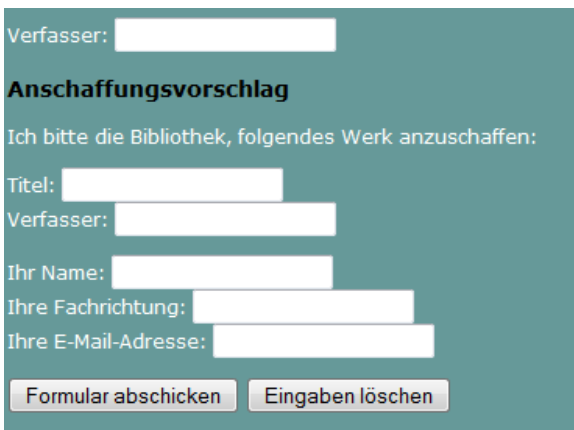 Verfasser:
Anschaffungsvorschlag
Ich bitte die Bibliothek, folgendes Werk anzuschaffen:
Titel:
Verfasser:
Ihr Name:
Ihre Fachrichtung:
Ihre E-Mail-Adresse:
Formular abschicken Eingaben löschen